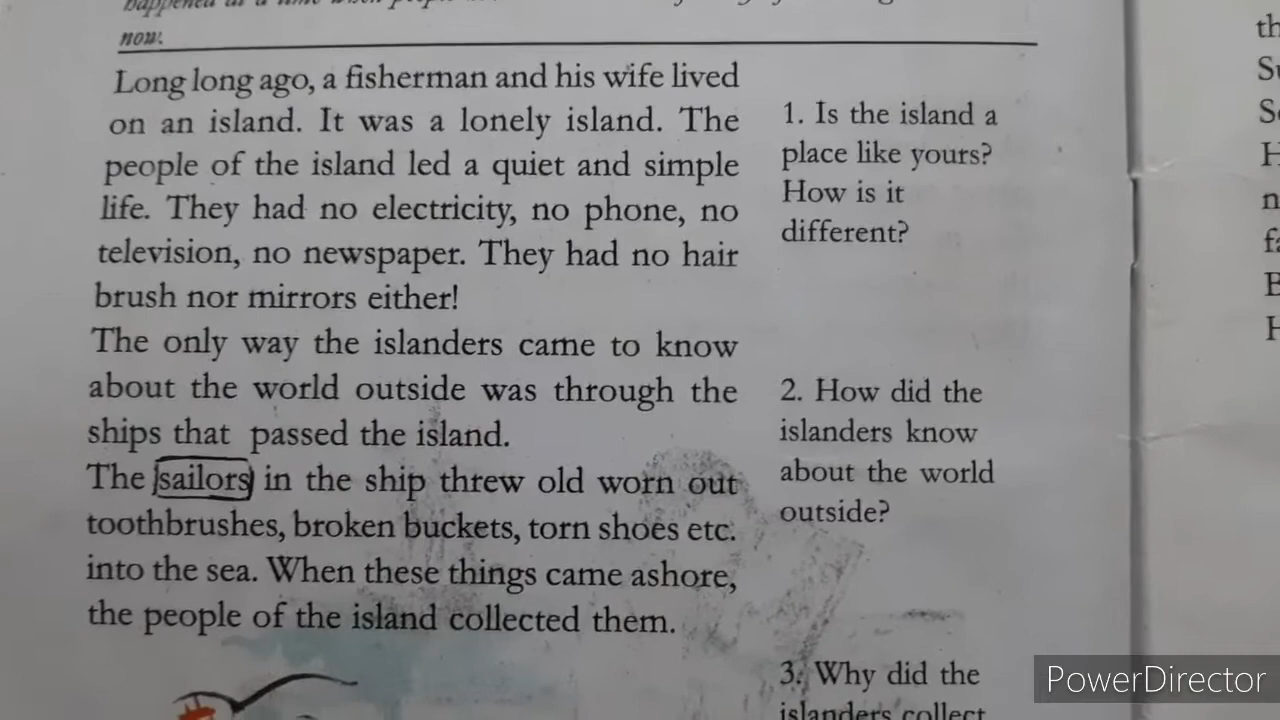 now.
Long long ago, a fisherman and his wife lived
on an island. It was a lonely island. The
people of the island led a quiet and simple
life. They had no electricity, no phone, no
television, no newspaper. They had no hair
brush nor mirrors either!
The only way the islanders came to know
about the world outside was through the
ships that passed the island.
The sailors in the ship threw old worn out
toothbrushes, broken buckets, torn shoes etc.
into the sea. When these things came ashore,
the people of the island collected them.
1. Is the island a
place like yours?
How is it
different?
2. How did the
islanders know
about the world
outside?
3. Why did the
islanders collect
PowerDirector